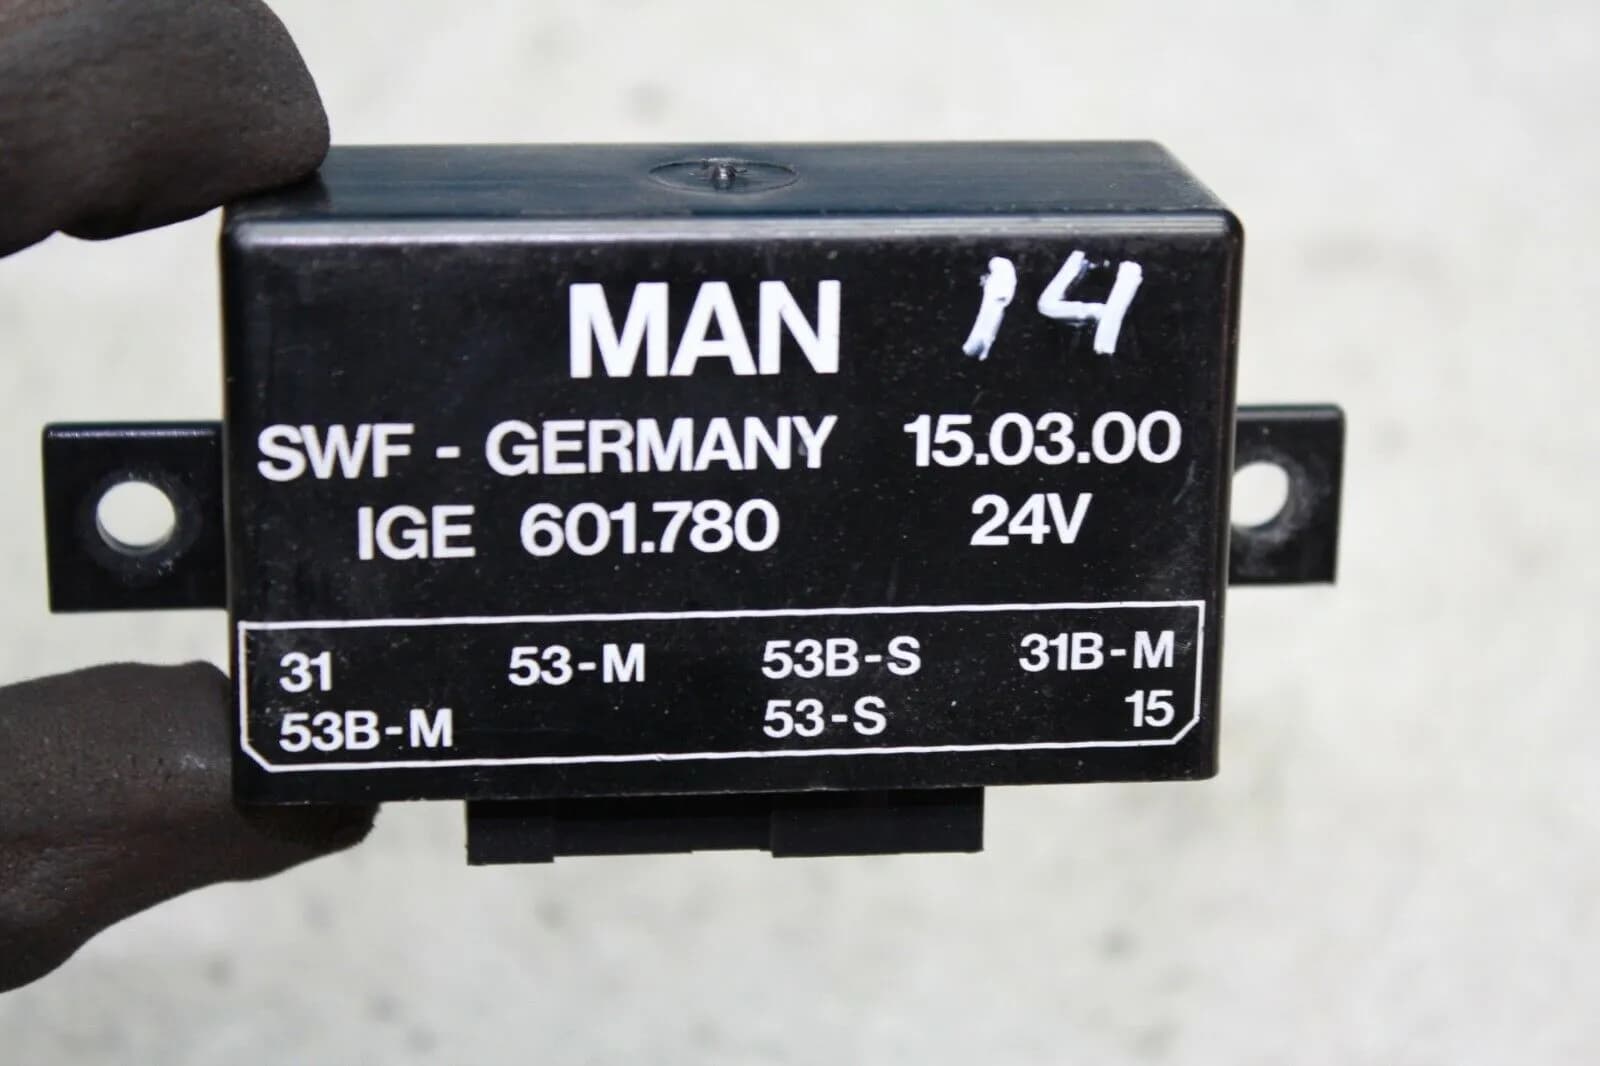 MAN 14
SWF - GERMANY 15.03.00
IGE 601.780 24V
31 53-M 53B-S 31B-M
53B-M 53-S 15